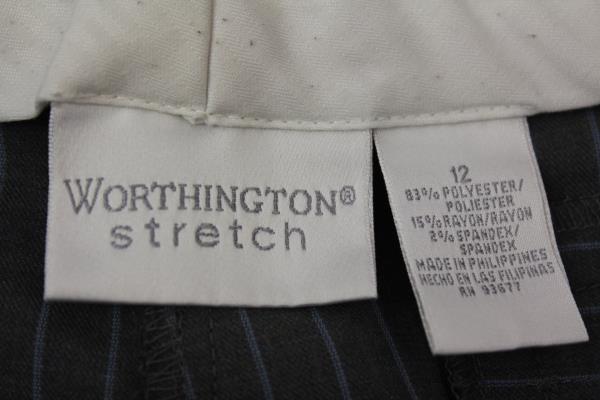 WORTHINGTON®
stretch
12
83% POLYESTER/
POLIESTER
15% RAYON/RAYON
2% SPANDEX/
SPANDEX
MADE IN PHILIPPINES
HECHO EN LAS FILIPINAS
RN 93677